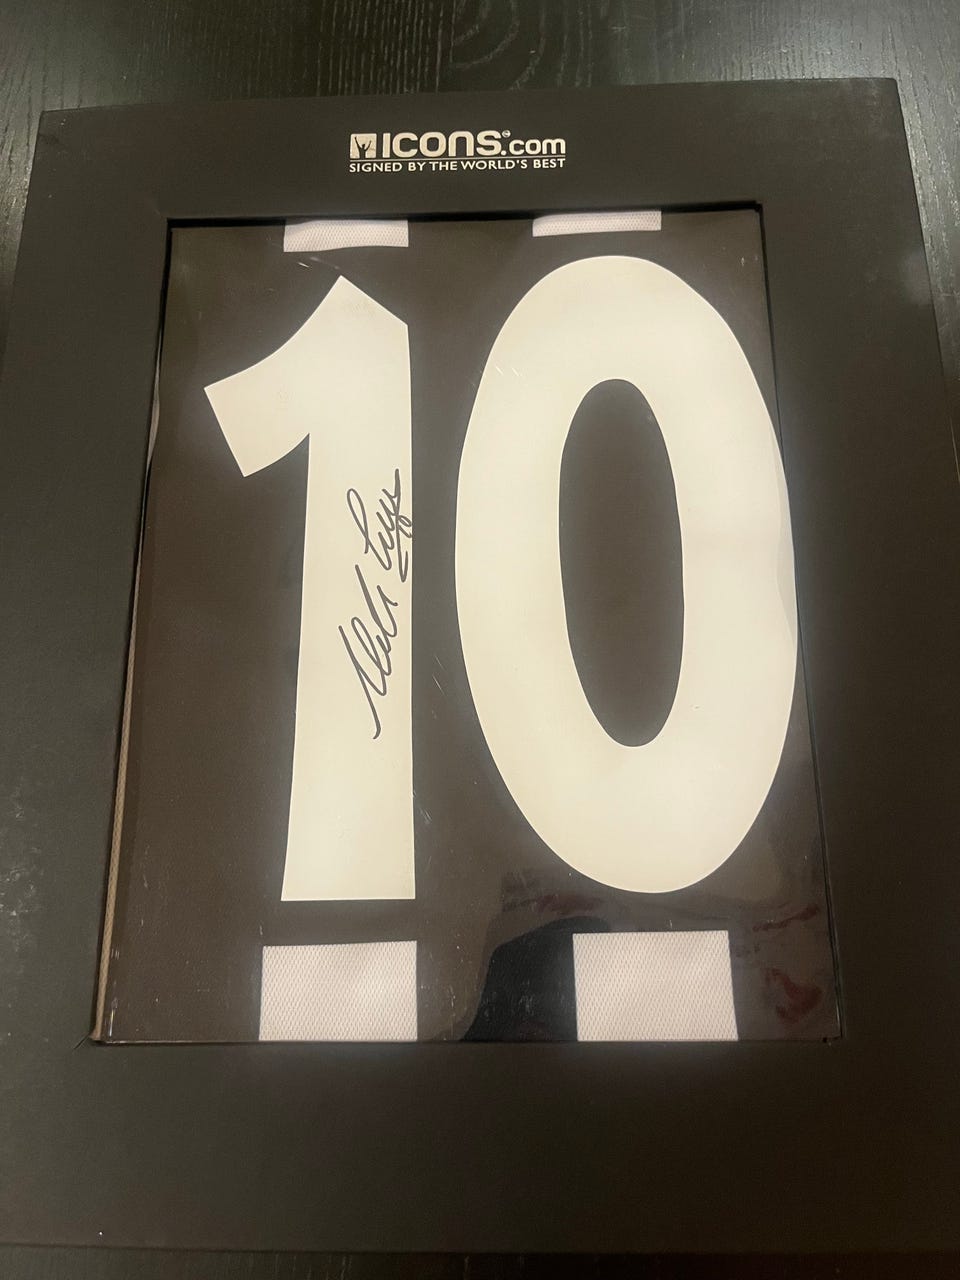 ICONS.com
SIGNED BY THE WORLD'S BEST
10